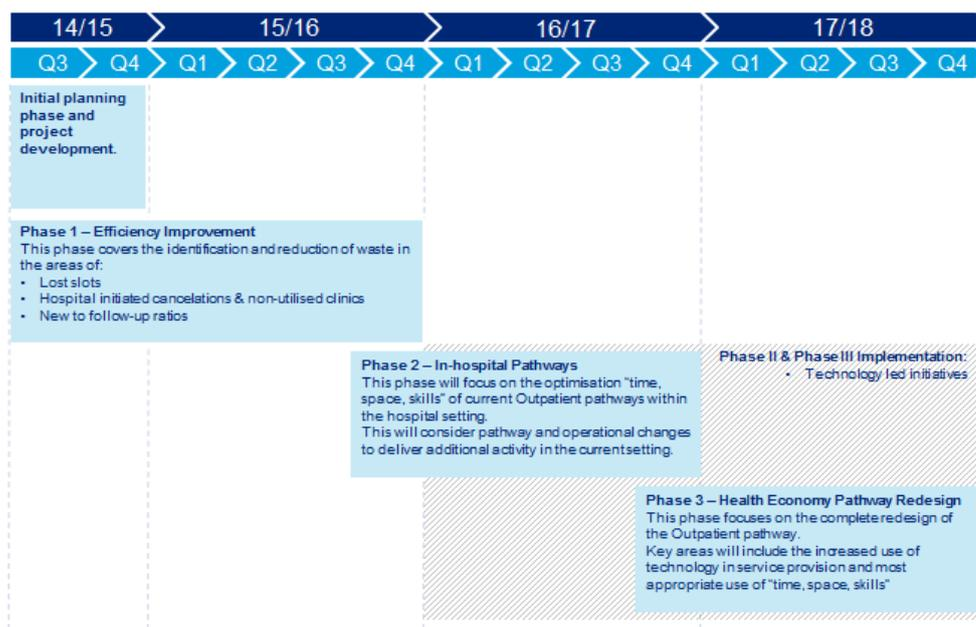 14/15 15/16 16/17 17/18
Q3 Q4 Q1 Q2 Q3 Q4 Q1 Q2 Q3 Q4 Q1 Q2 Q3 Q4
Initial planning
phase and
project
development.
Phase 1 – Efficiency Improvement
This phase covers the identification and reduction of waste in
the areas of:
• Lost slots
• Hospital initiated cancelations & non-utilised clinics
• New to follow-up ratios
Phase 2 – In-hospital Pathways
This phase will focus on the optimisation "time,
space, skills" of current Outpatient pathways within
the hospital setting.
This will consider pathway and operational changes
to deliver additional activity in the current setting.
Phase II & Phase III Implementation:
• Technology led initiatives
Phase 3 – Health Economy Pathway Redesign
This phase focuses on the complete redesign of
the Outpatient pathway.
Key areas will include the increased use of
technology in service provision and most
appropriate use of "time, space, skills"